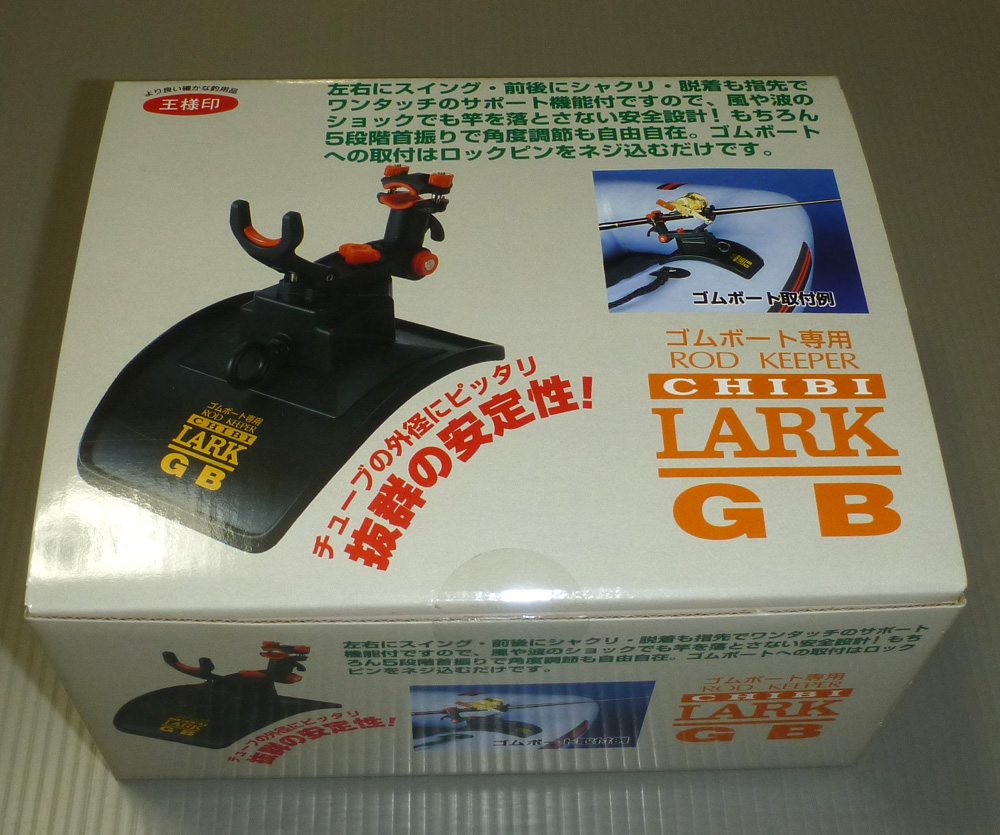 より良い確かな釣用品
王様印
左右にスイング・前後にシャクリ・脱着も指先で
ワンタッチのサポート機能付ですので、風や波の
ショックでも竿を落とさない安全設計!もちろん
5段階首振りで角度調節も自由自在。ゴムボート
への取付はロックピンをネジ込むだけです。
ゴムボート取付例
ゴムボート専用
ROD KEEPER
CHIBI
LARK
GB
ゴムボート専用
ROD KEEPER
CHIBI
LARK
GB
チューブの外径にピッタリ
抜群の安定性!
左右にスイング・前後にシャクリ・脱着も指先でワンタッチのサポート
機能付ですので、風や波のショックでも竿を落とさない安全設計!もち
ろん5段階首振りで角度調節も自由自在。ゴムボートへの取付はロック
ピンをネジ込むだけです。
LARK
GB
チューブの外径にピッタリ
抜群の安定性!
ゴムボート取付例
ゴムボート専用
ROD KEEPER
CHIBI
LARK
GB